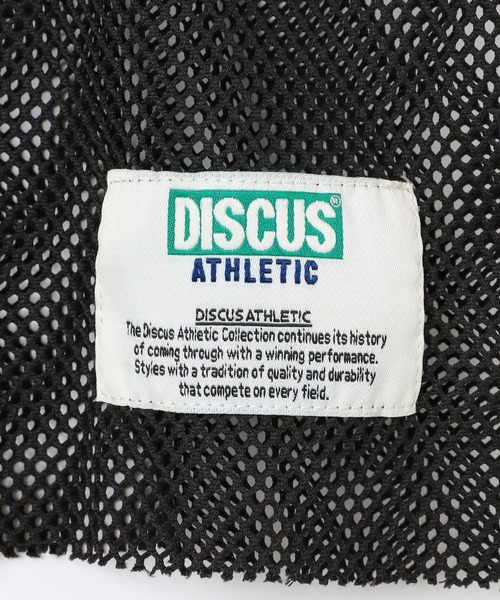 DISCUS®
ATHLETIC
DISCUS ATHLETIC
The Discus Athletic Collection continues its history
of coming through with a winning performance.
Styles with a tradition of quality and durability
that compete on every field.